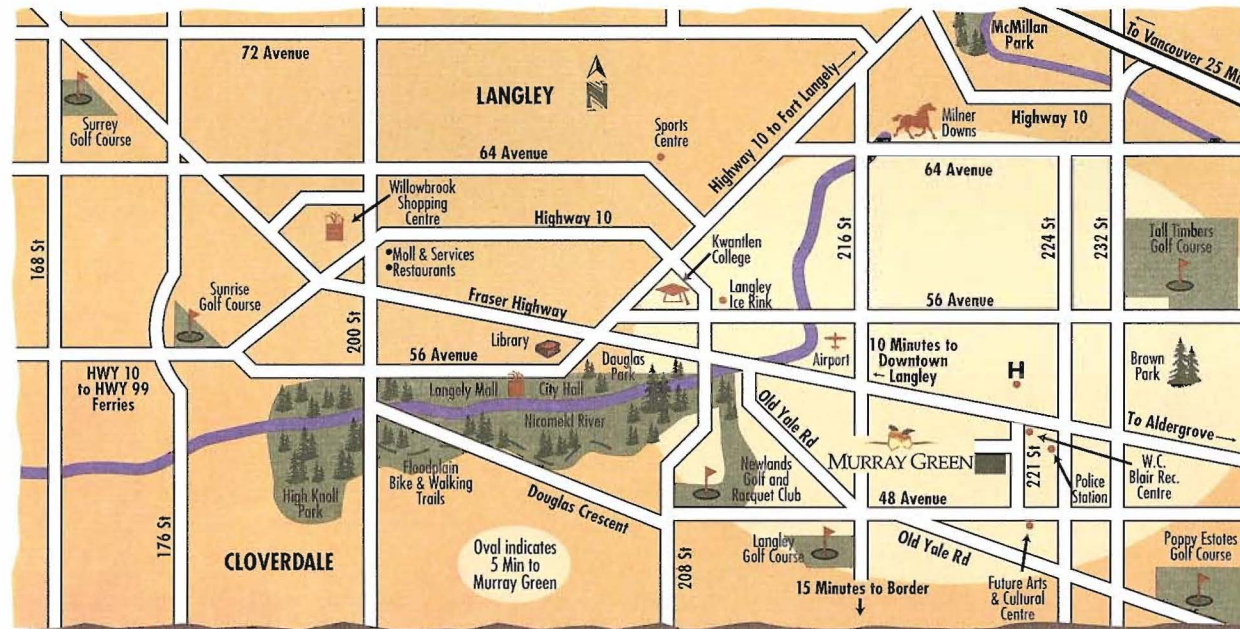 72 Avenue
LANGLEY
N
McMillan
Park
To Vancouver 25 Mi
Surrey
Golf Course
Sports
Centre
Highway 10 to Fort Langely
Milner
Downs
Highway 10
64 Avenue
64 Avenue
Willowbrook
Shopping
Centre
Highway 10
168 St
Moll & Services
Restaurants
Kwantlen
College
216 St
224 St
232 St
Tall Timbers
Golf Course
Sunrise
Golf Course
Fraser Highway
Langley
Ice Rink
56 Avenue
200 St
Library
56 Avenue
Douglas
Park
Airport
10 Minutes to
Downtown
Langley
H
Brown
Park
HWY 10
to HWY 99
Ferries
Langely Mall
City Hall
Nicomekl River
Old Yale Rd
To Aldergrove
MURRAY GREEN
221 St
W.C.
Blair Rec.
Centre
Police
Station
High Knoll
Park
Floodplain
Bike & Walking
Trails
Douglas Crescent
Newlands
Golf and
Racquet Club
48 Avenue
176 St
CLOVERDALE
Oval indicates
5 Min to
Murray Green
208 St
Langley
Golf Course
Old Yale Rd
15 Minutes to Border
Future Arts
& Cultural
Centre
Poppy Estotes
Golf Course